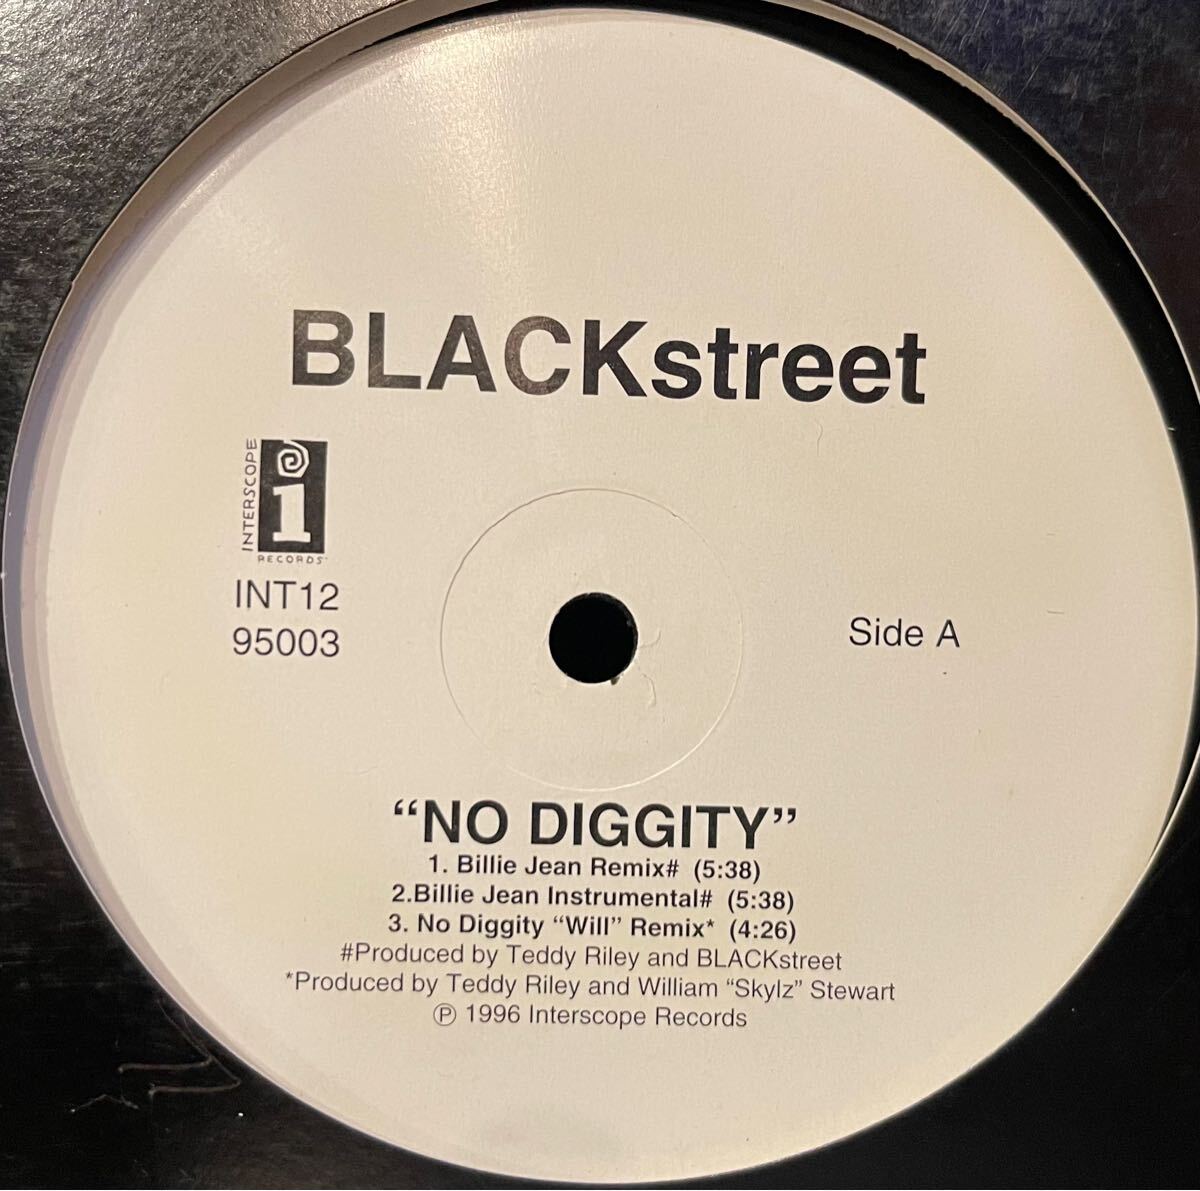 BLACKstreet
INTERSCOPE
i
RECORDS
INT12
95003
Side A
“NO DIGGITY”
1. Billie Jean Remix# (5:38)
2.Billie Jean Instrumental# (5:38)
3. No Diggity “Will” Remix* (4:26)
#Produced by Teddy Riley and BLACKstreet
*Produced by Teddy Riley and William “Skylz” Stewart
℗ 1996 Interscope Records